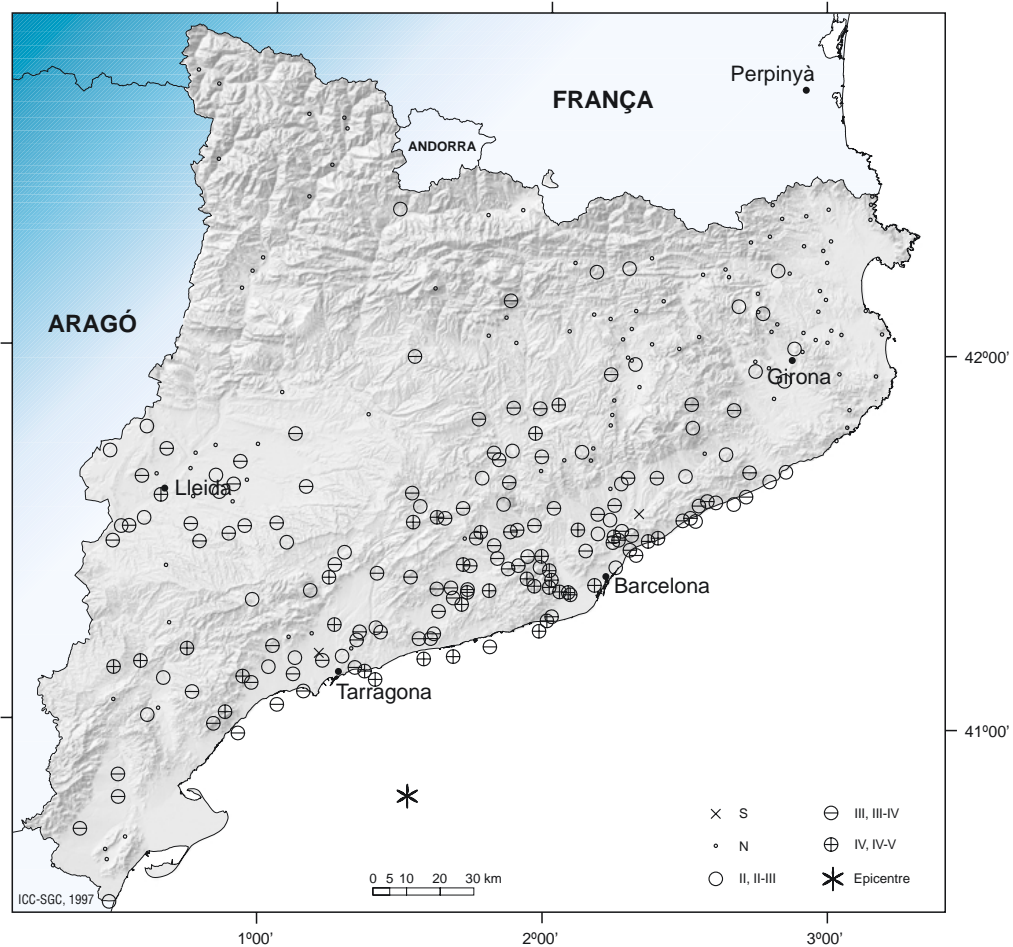 Perpinyà
FRANÇA
ANDORRA
ARAGÓ
42º00'
Girona
Lleida
Barcelona
Tarragona
41º00'
S
III, III-IV
N
IV, IV-V
II, II-III
Epicentre
0 5 10 20 30 km
ICC-SGC, 1997
1º00'
2º00'
3º00'